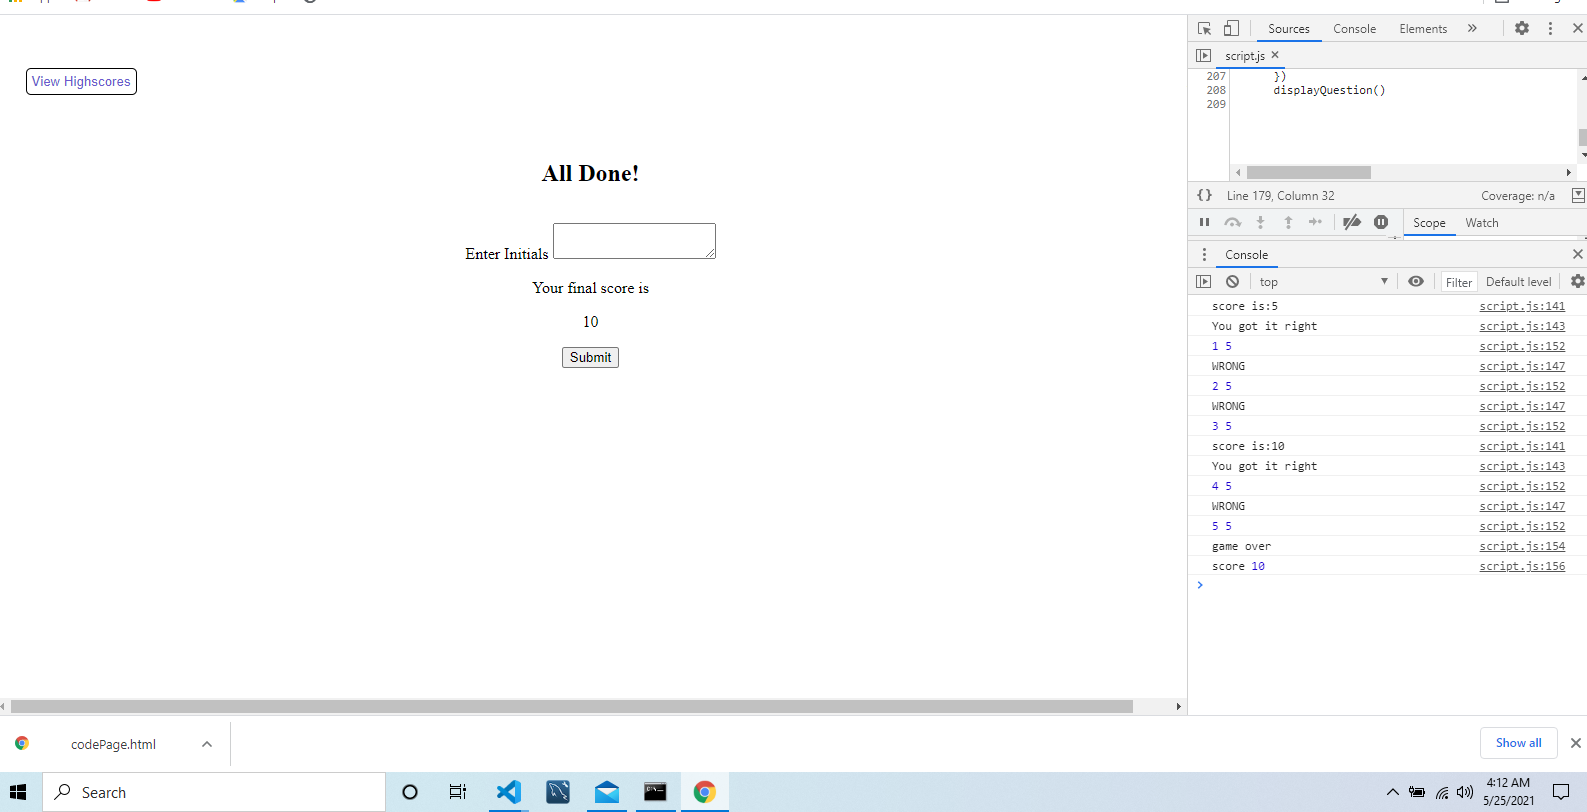 View Highscores
All Done!
Enter Initials
Your final score is
10
Submit
Sources Console Elements »
script.js ×
207 })
208 displayQuestion()
209
{} Line 179, Column 32 Coverage: n/a
Scope Watch
Console
top Filter Default level
score is:5 script.js:141
You got it right script.js:143
1 5 script.js:152
WRONG script.js:147
2 5 script.js:152
WRONG script.js:147
3 5 script.js:152
score is:10 script.js:141
You got it right script.js:143
4 5 script.js:152
WRONG script.js:147
5 5 script.js:152
game over script.js:154
score 10 script.js:156
codePage.html Show all
Search
4:12 AM
5/25/2021